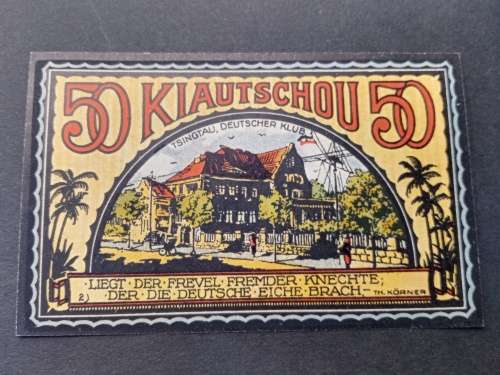 50 KIAUTSCHOU 50
TSINGTAU, DEUTSCHER KLUB
LIEGT · DER · FREVEL · FREMDER · KNECHTE,
2) DER · DIE · DEUTSCHE · EICHE · BRACH. – TH. KÖRNER